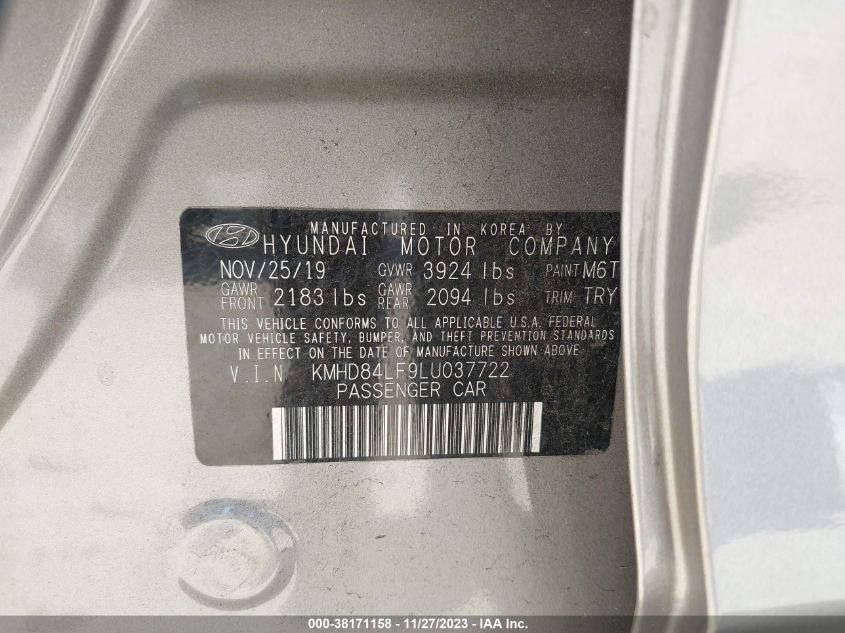 MANUFACTURED IN KOREA BY
HYUNDAI MOTOR COMPANY
NOV/25/19 GVWR 3924 lbs PAINT M6T
GAWR FRONT 2183 lbs GAWR REAR 2094 lbs TRIM TRY
THIS VEHICLE CONFORMS TO ALL APPLICABLE U.S.A. FEDERAL
MOTOR VEHICLE SAFETY, BUMPER, AND THEFT PREVENTION STANDARDS
IN EFFECT ON THE DATE OF MANUFACTURE SHOWN ABOVE
V.I.N KMHD84LF9LU037722
PASSENGER CAR
000-38171158 - 11/27/2023 - IAAI Inc.